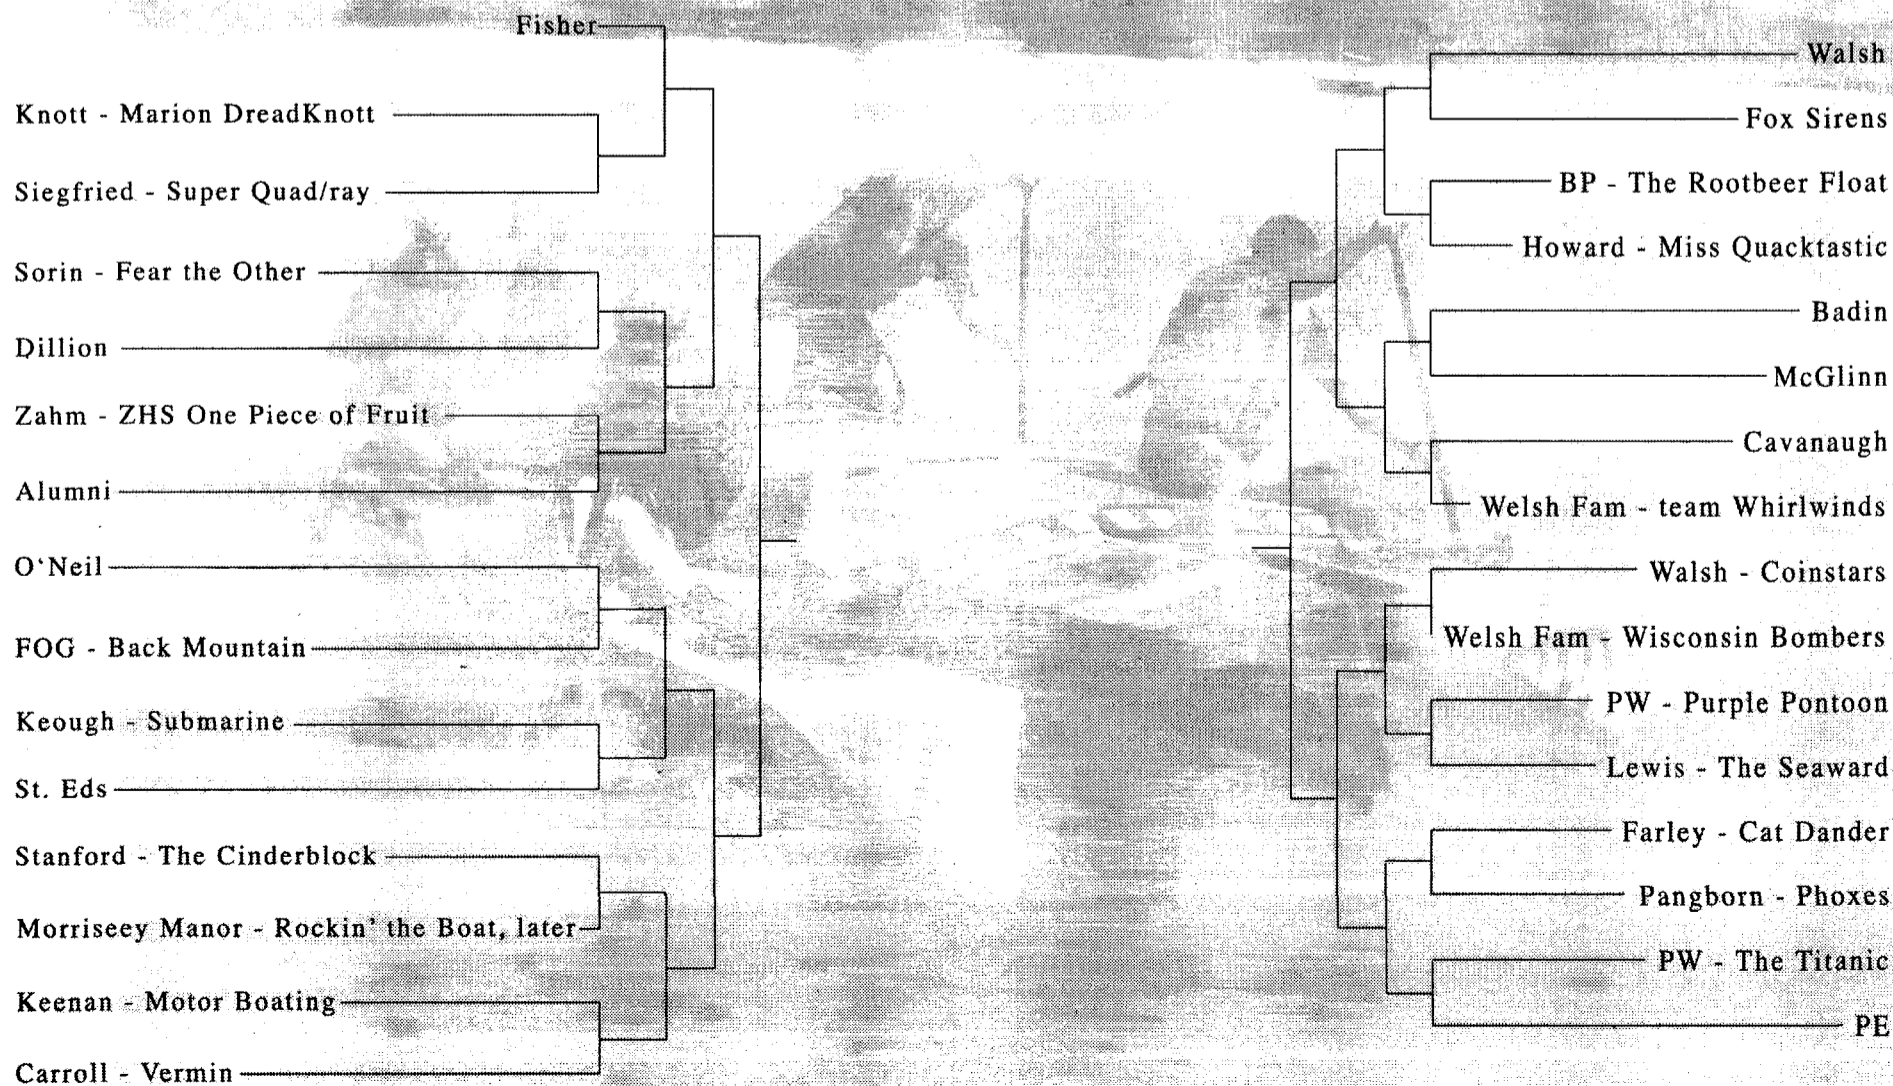 Fisher
Knott - Marion DreadKnott
Siegfried - Super Quad/ray
Sorin - Fear the Other
Dillion
Zahm - ZHS One Piece of Fruit
Alumni
O'Neil
FOG - Back Mountain
Keough - Submarine
St. Eds
Stanford - The Cinderblock
Morriseey Manor - Rockin' the Boat, later
Keenan - Motor Boating
Carroll - Vermin
Walsh
Fox Sirens
BP - The Rootbeer Float
Howard - Miss Quacktastic
Badin
McGlinn
Cavanaugh
Welsh Fam - team Whirlwinds
Walsh - Coinstars
Welsh Fam - Wisconsin Bombers
PW - Purple Pontoon
Lewis - The Seaward
Farley - Cat Dander
Pangborn - Phoxes
PW - The Titanic
PE